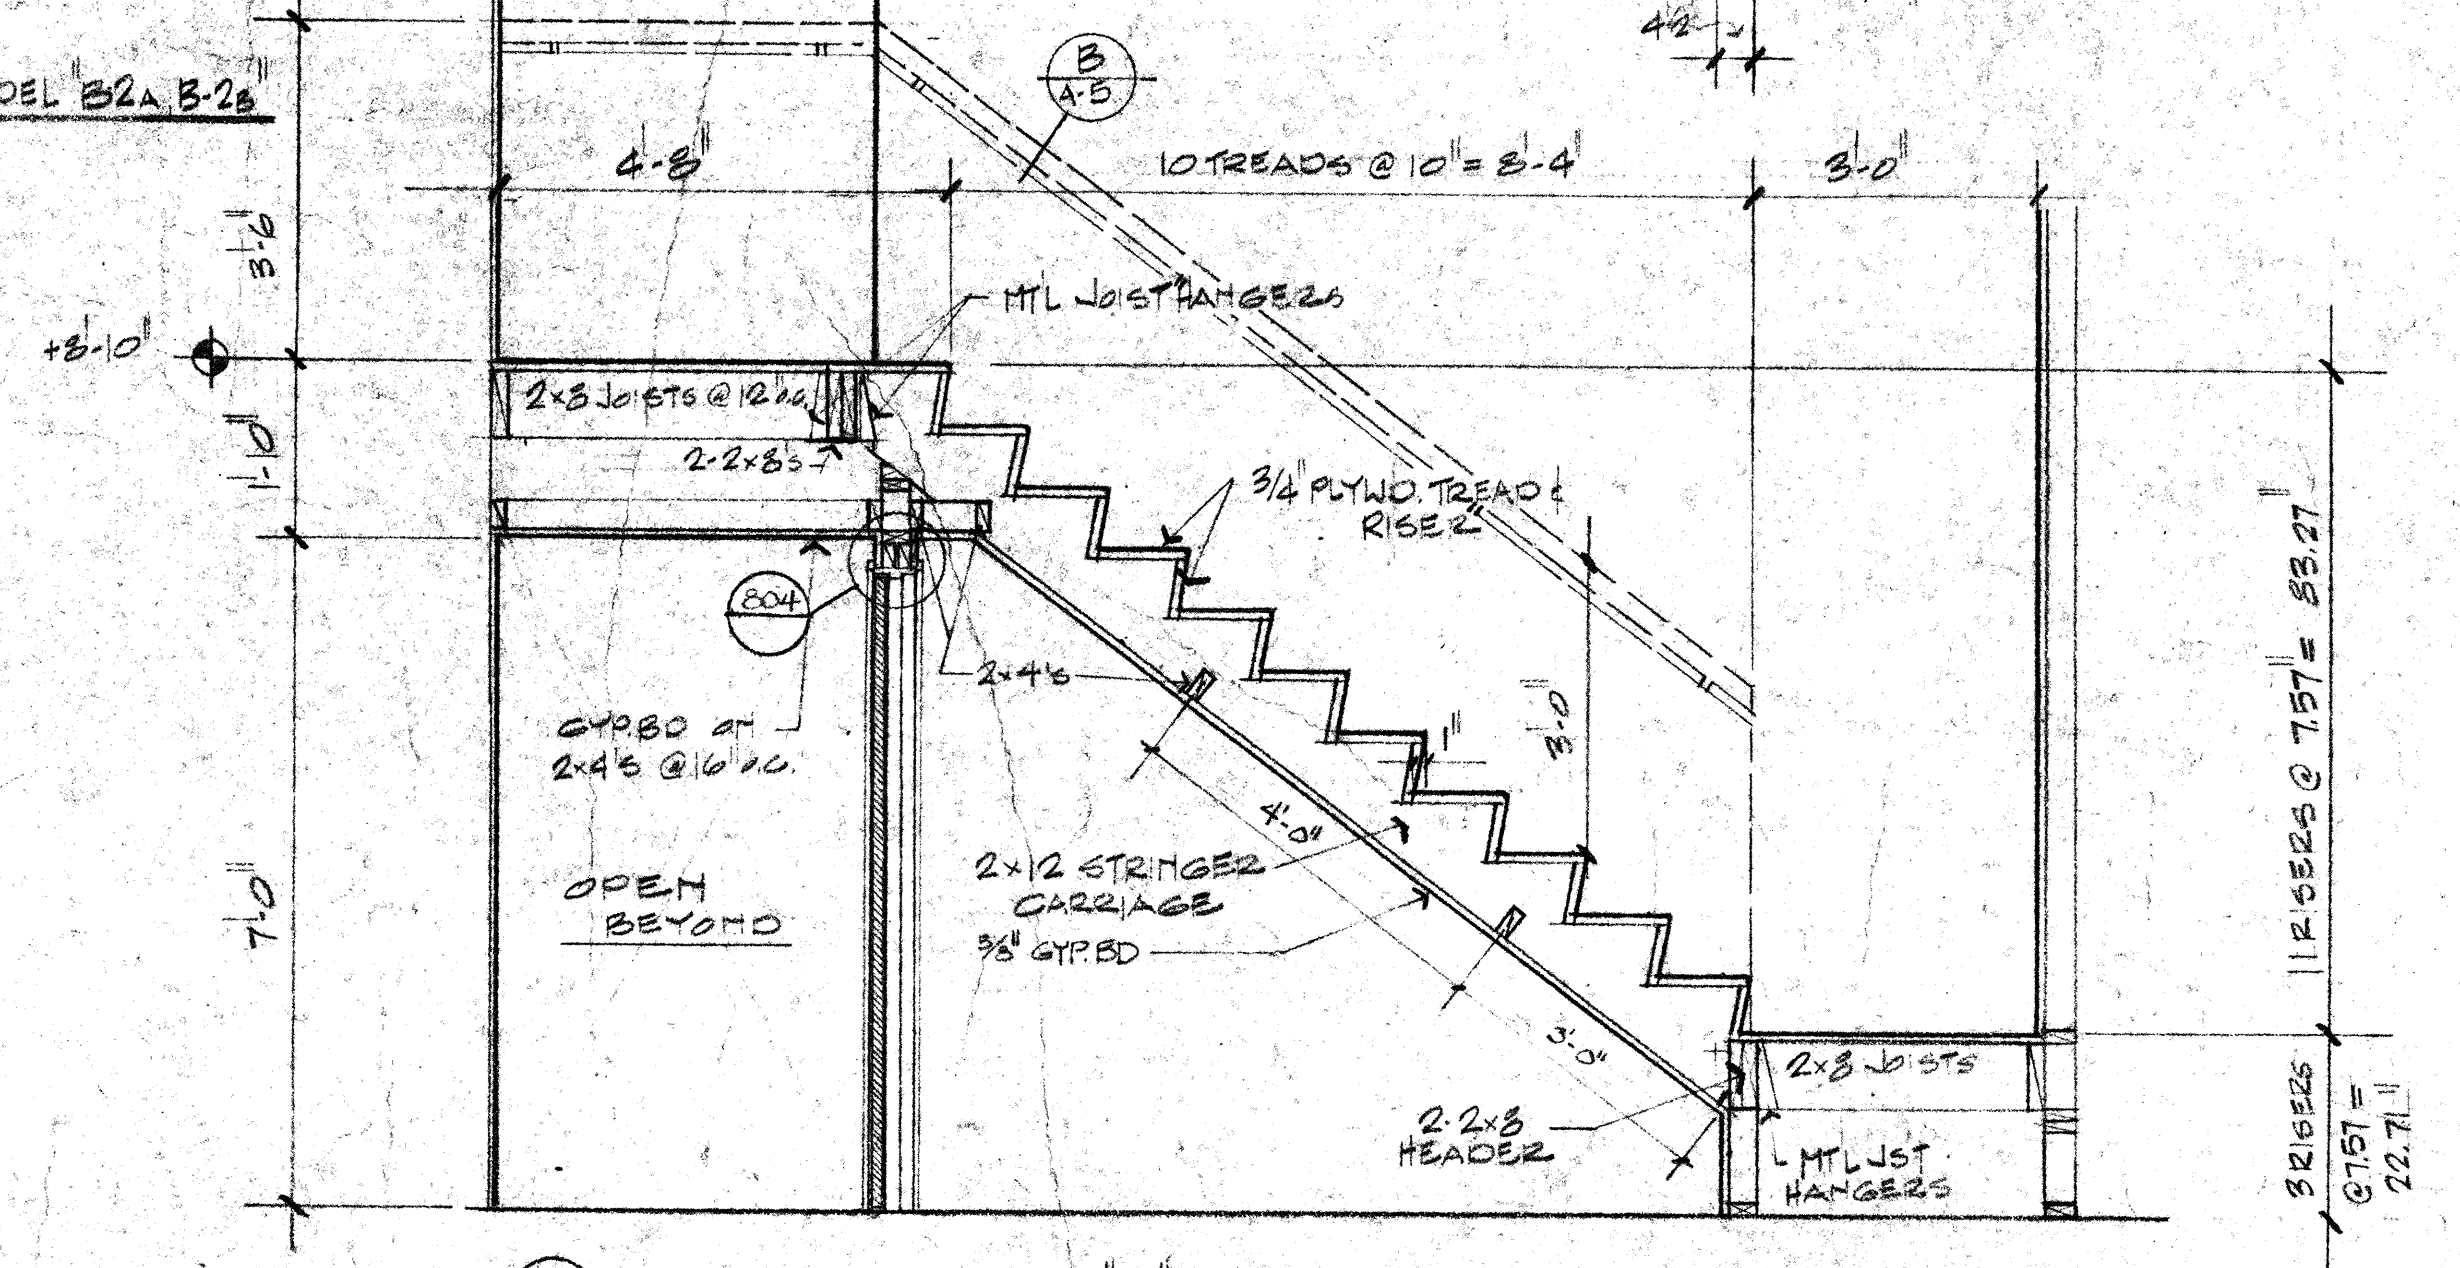 42
B
A-5
DEL "B2A, B-2B"
4'-8"
10 TREADS @ 10" = 8'-4"
3'-0"
3'-6"
MTL JOIST HANGERS
+8'-10"
2x8 JOISTS @ 12" o.c.
2-2x8's
1'-0"
3/4" PLYWD. TREAD &
RISER
11 RISERS @ 7.57" = 83.27"
804
2x4's
3'-0"
GYP. BD ON
2x4's @ 16" o.c.
1"
4'-0"
2x12 STRINGER
CARRIAGE
OPEN
BEYOND
7'-0"
3/8" GYP. BD
3'-0"
2x8 JOISTS
2-2x8
HEADER
MTL JST
HANGERS
3 RISERS
@ 7.57 =
22.71"